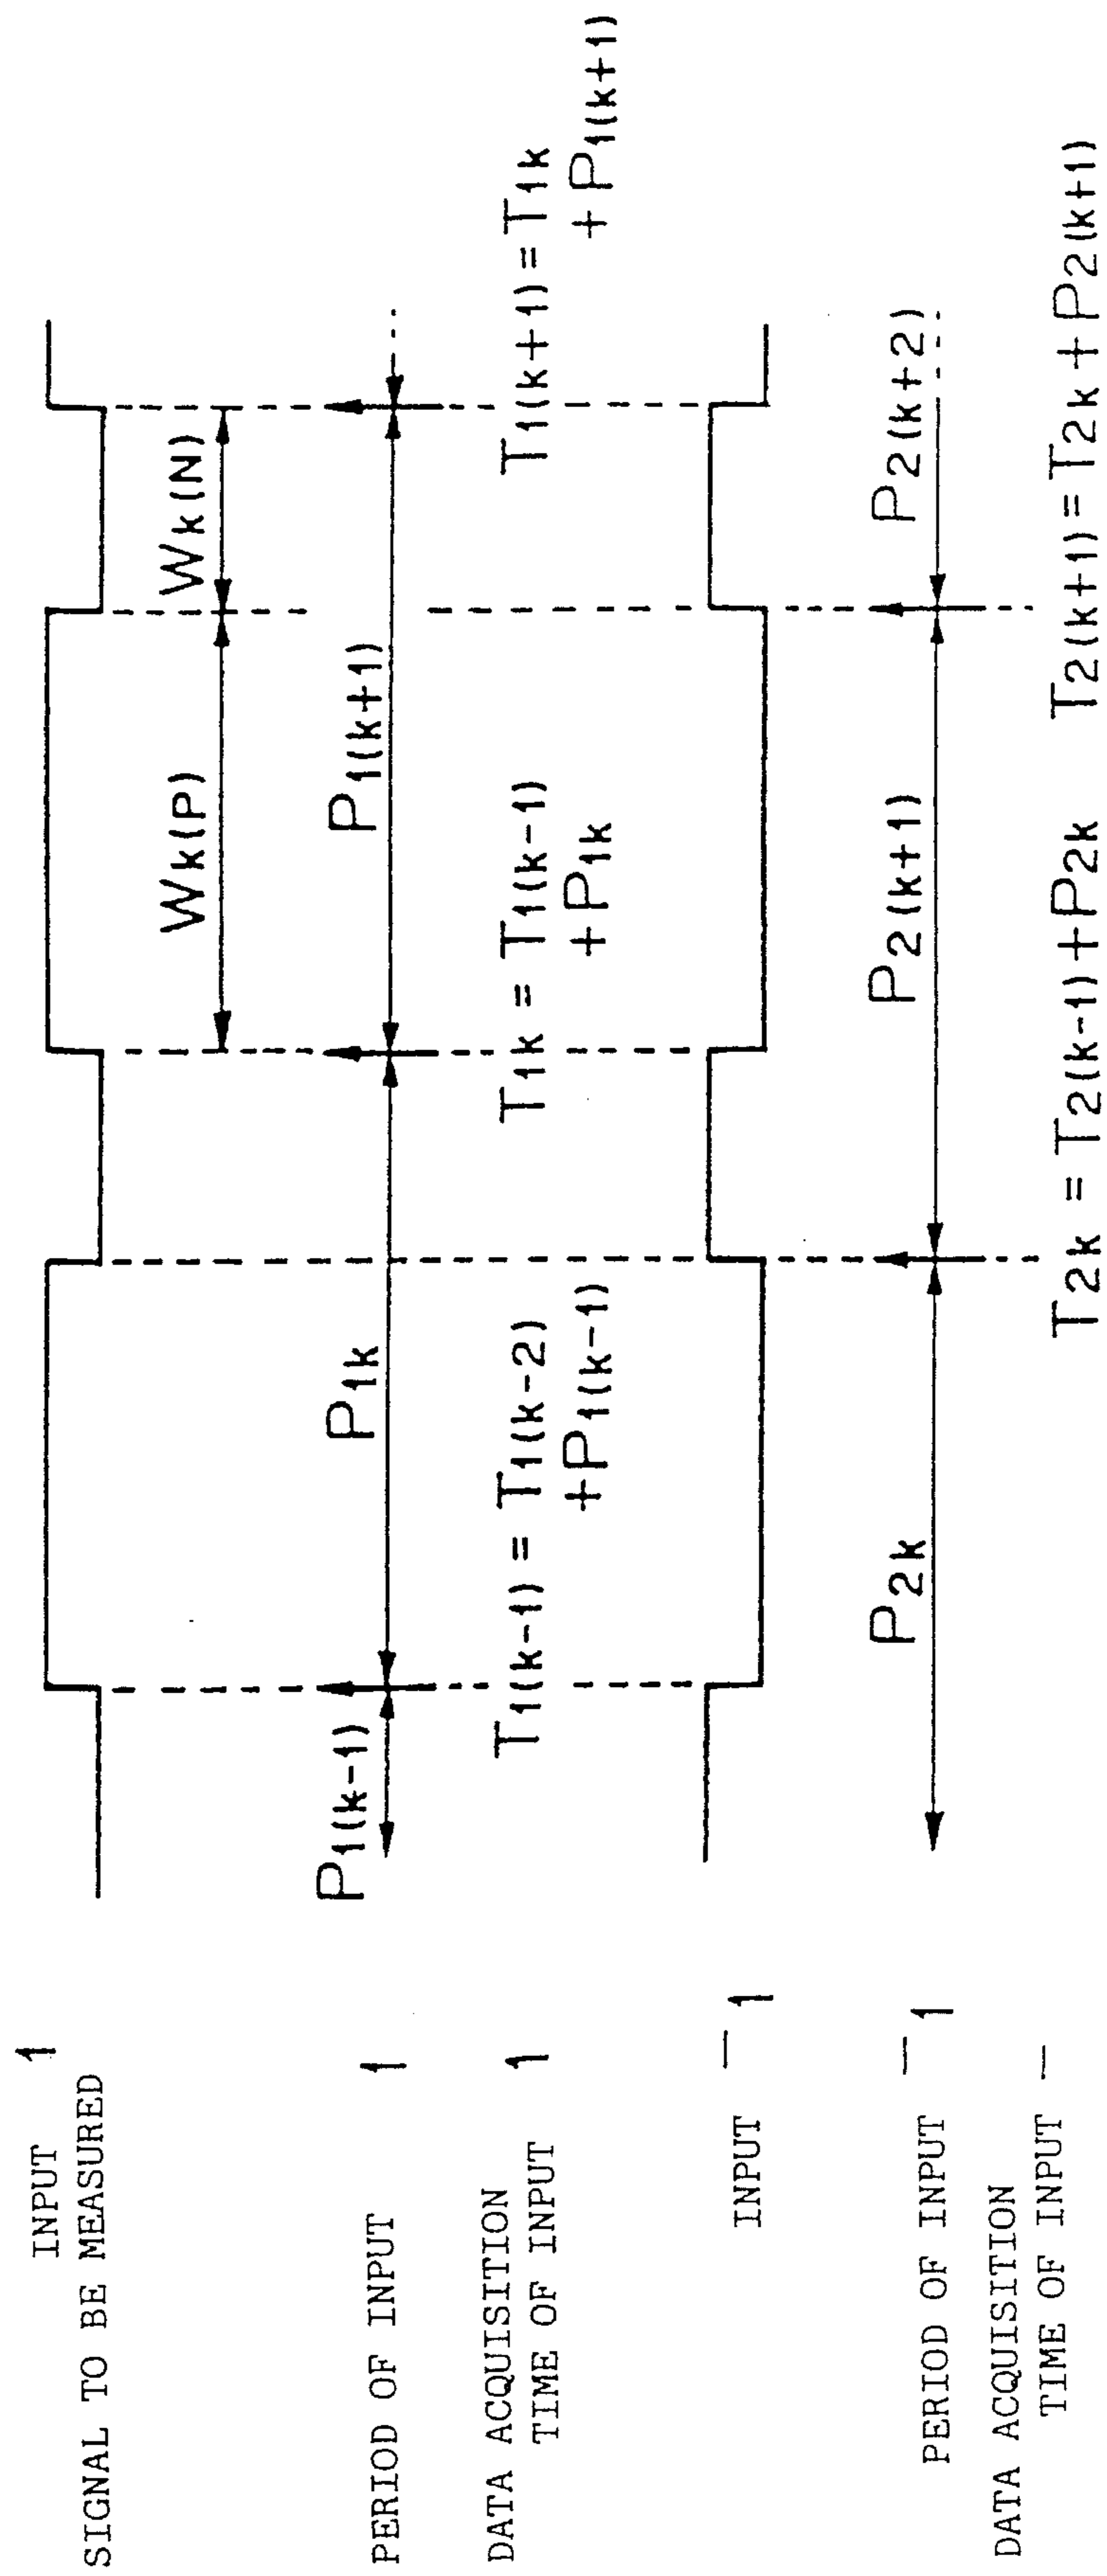 INPUT 1
SIGNAL TO BE MEASURED
Wk(P) Wk(N)
PERIOD OF INPUT 1
P1(k-1) P1k P1(k+1)
DATA ACQUISITION
TIME OF INPUT 1
T1(k-1) = T1(k-2)
+P1(k-1)
T1k = T1(k-1)
+P1k
T1(k+1) = T1k
+P1(k+1)
INPUT ‾1
PERIOD OF INPUT ‾1
P2k P2(k+1) P2(k+2)
DATA ACQUISITION
TIME OF INPUT ‾
T2k = T2(k-1)+P2k T2(k+1) = T2k+P2(k+1)